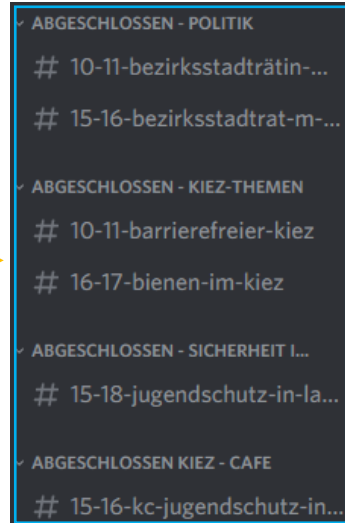 ABGESCHLOSSEN - POLITIK
# 10-11-bezirksstadträtin-...
# 15-16-bezirksstadtrat-m-...
ABGESCHLOSSEN - KIEZ-THEMEN
# 10-11-barrierefreier-kiez
# 16-17-bienen-im-kiez
ABGESCHLOSSEN - SICHERHEIT I...
# 15-18-jugendschutz-in-la...
ABGESCHLOSSEN KIEZ - CAFE
# 15-16-kc-jugendschutz-in...